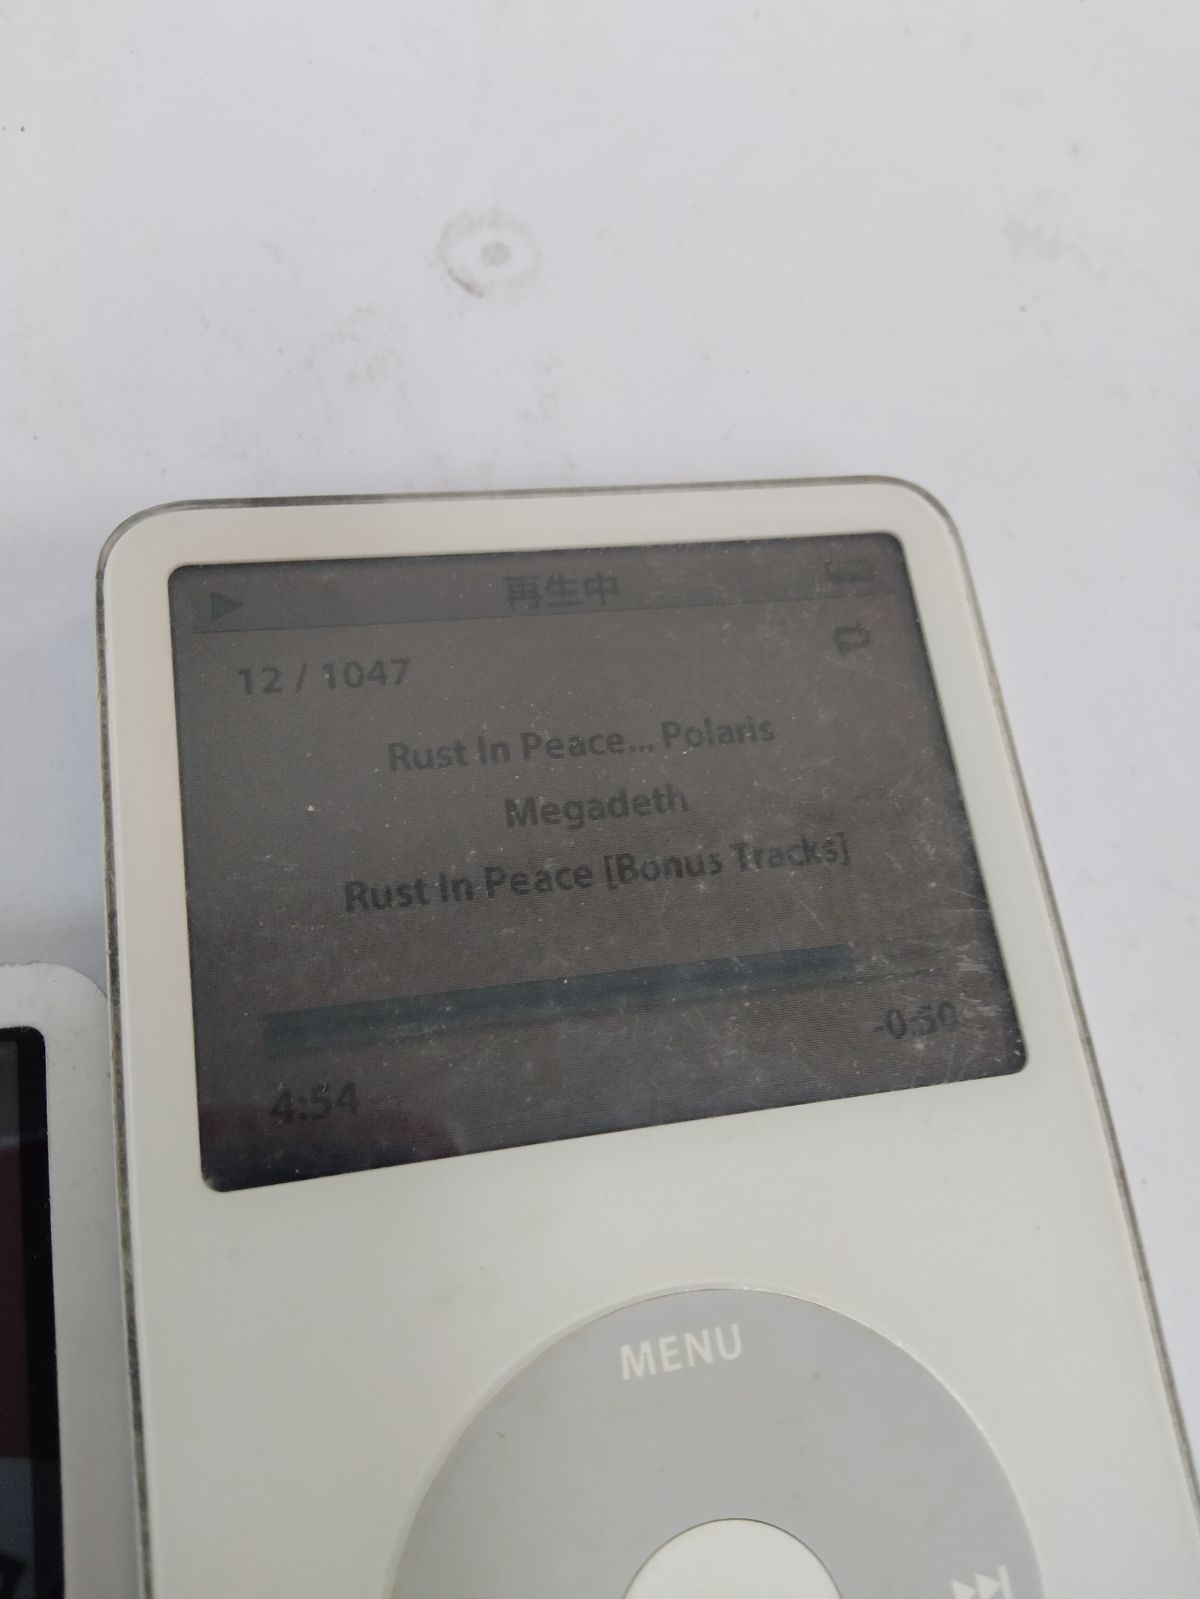 再生中
12 / 1047
Rust In Peace... Polaris
Megadeth
Rust In Peace [Bonus Tracks]
4:54
-0:50
MENU